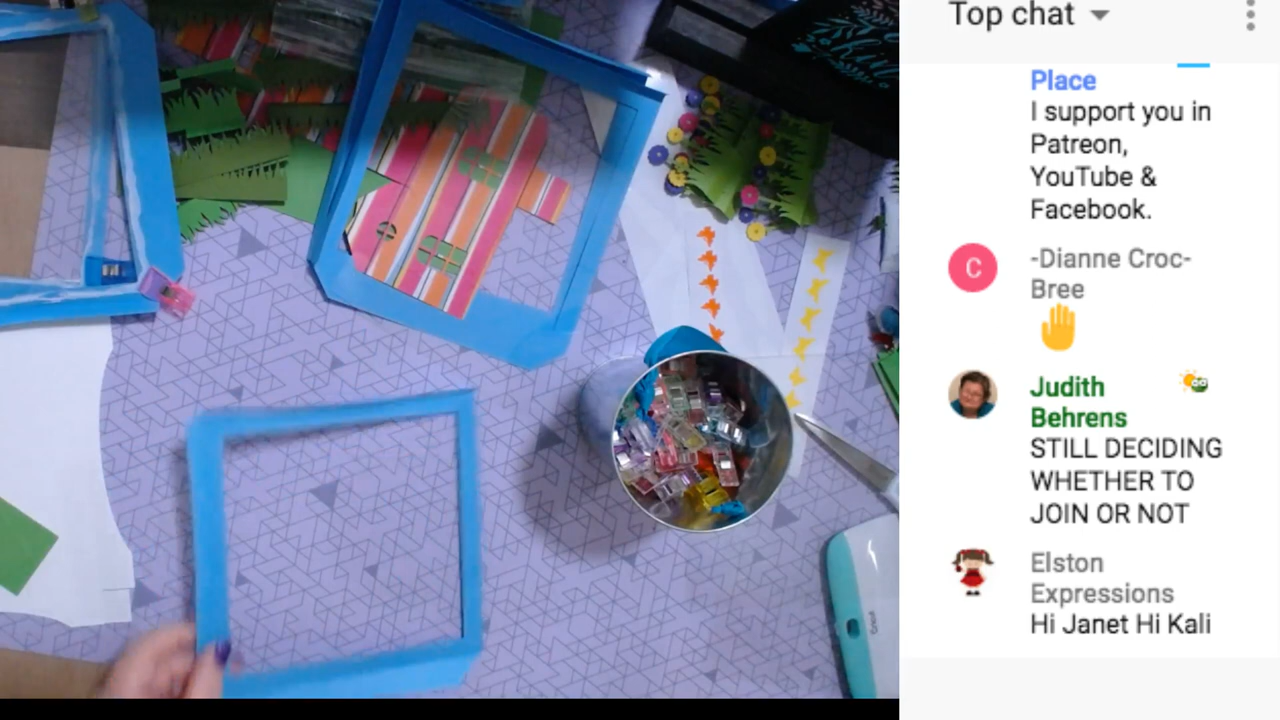 Top chat
Place
I support you in
Patreon,
YouTube &
Facebook.
C
-Dianne Croc-
Bree
Judith
Behrens
STILL DECIDING
WHETHER TO
JOIN OR NOT
Elston
Expressions
Hi Janet Hi Kali
cricut